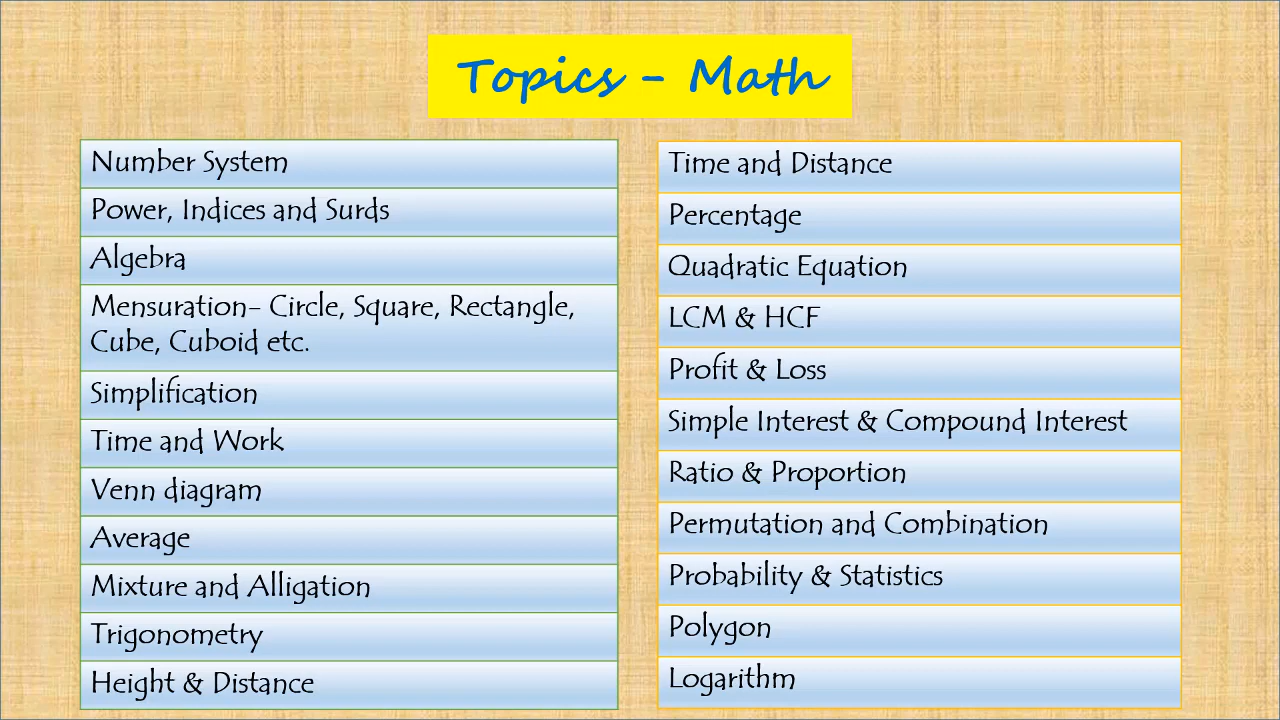 Topics - Math
Number System
Power, Indices and Surds
Algebra
Mensuration- Circle, Square, Rectangle,
Cube, Cuboid etc.
Simplification
Time and Work
Venn diagram
Average
Mixture and Alligation
Trigonometry
Height & Distance
Time and Distance
Percentage
Quadratic Equation
LCM & HCF
Profit & Loss
Simple Interest & Compound Interest
Ratio & Proportion
Permutation and Combination
Probability & Statistics
Polygon
Logarithm